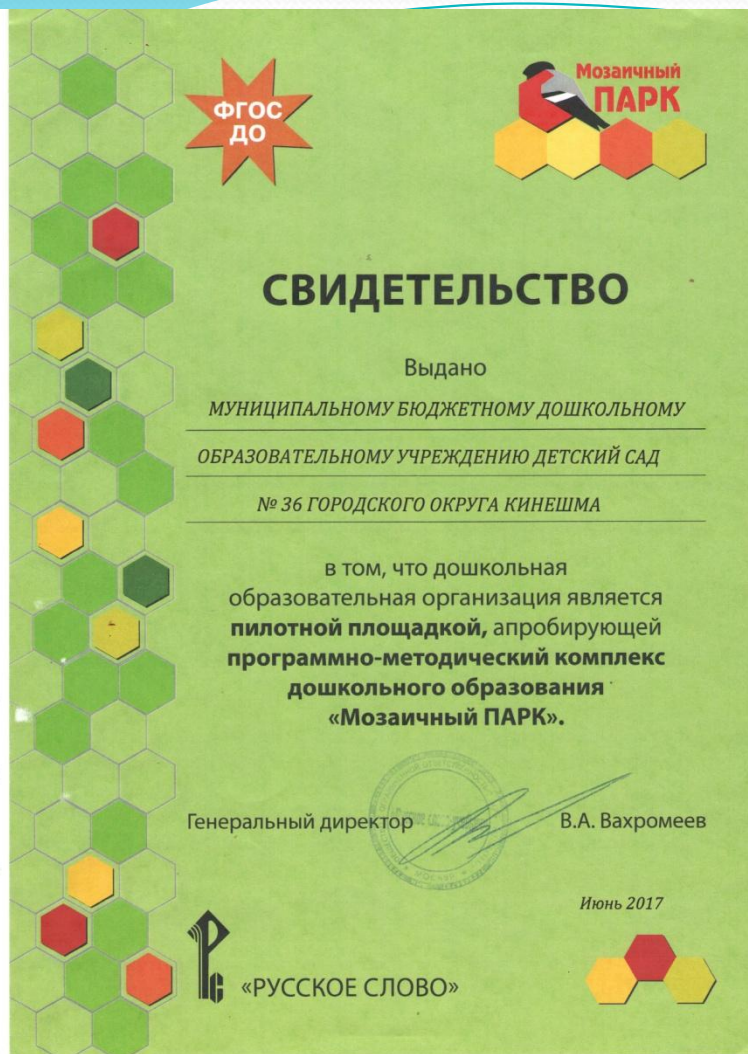 ФГОС
ДО
Мозаичный
ПАРК
СВИДЕТЕЛЬСТВО
Выдано
МУНИЦИПАЛЬНОМУ БЮДЖЕТНОМУ ДОШКОЛЬНОМУ
ОБРАЗОВАТЕЛЬНОМУ УЧРЕЖДЕНИЮ ДЕТСКИЙ САД
№ 36 ГОРОДСКОГО ОКРУГА КИНЕШМА
в том, что дошкольная
образовательная организация является
пилотной площадкой, апробирующей
программно-методический комплекс
дошкольного образования
«Мозаичный ПАРК».
Генеральный директор
В.А. Вахромеев
Июнь 2017
«РУССКОЕ СЛОВО»